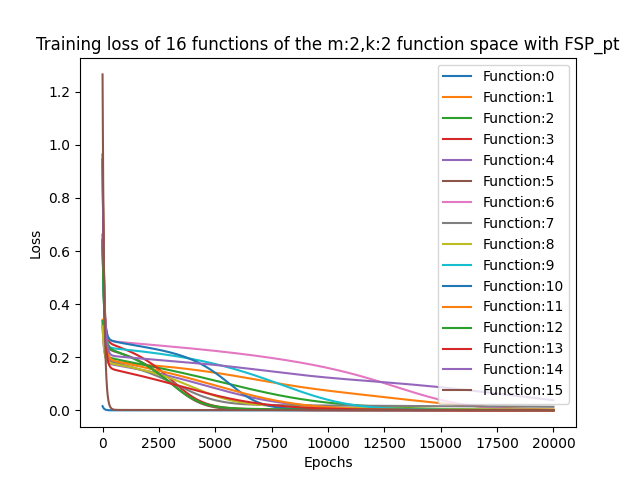 Training loss of 16 functions of the m:2,k:2 function space with FSP_pt
Loss
1.2
1.0
0.8
0.6
0.4
0.2
0.0
Function:0
Function:1
Function:2
Function:3
Function:4
Function:5
Function:6
Function:7
Function:8
Function:9
Function:10
Function:11
Function:12
Function:13
Function:14
Function:15
0 2500 5000 7500 10000 12500 15000 17500 20000
Epochs